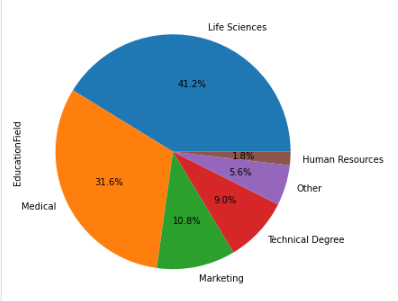 Life Sciences
41.2%
EducationField
1.8%
Human Resources
5.6%
Other
31.6%
9.0%
Medical
10.8%
Technical Degree
Marketing